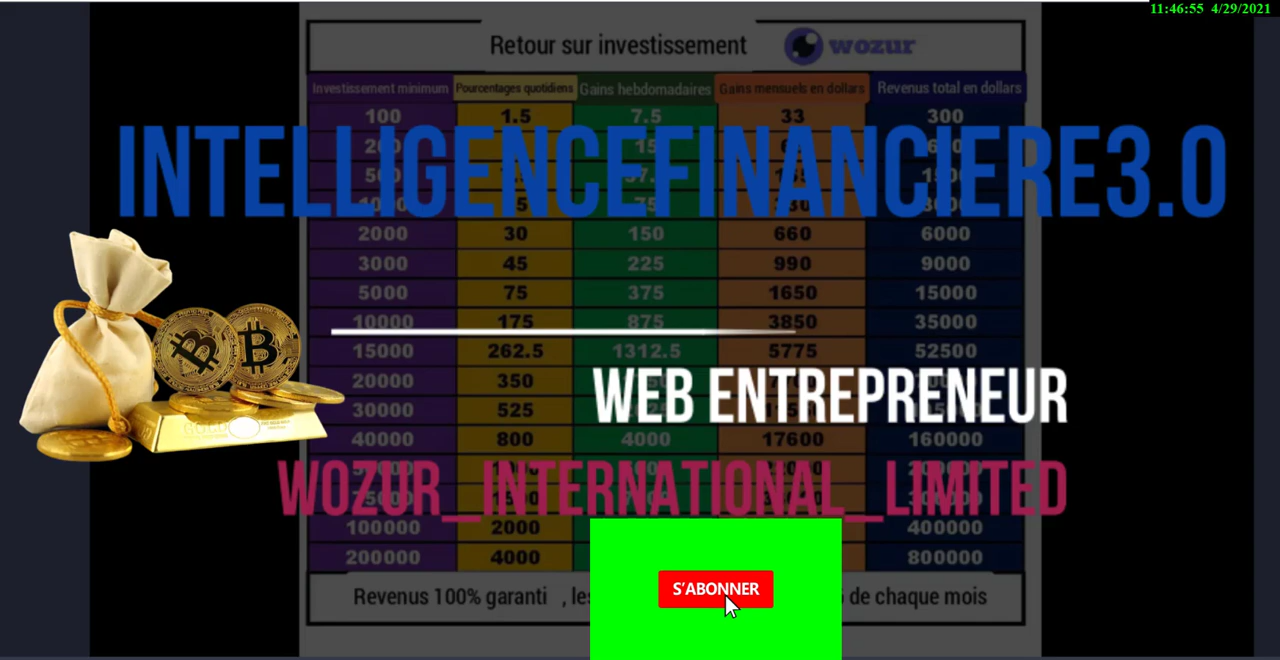 11:46:55 4/29/2021
Retour sur investissement wozur
Investissement minimum Pourcentages quotidiens Gains hebdomadaires Gains mensuels en dollars Revenus total en dollars
100 1.5 7.5 33 300
INTELLIGENCEFINANCIERE3.0
2000 30 150 660 6000
3000 45 225 990 9000
5000 75 375 1650 15000
10000 175 875 3850 35000
15000 262.5 1312.5 5775 52500
20000 350
WEB ENTREPRENEUR
30000 525
40000 800 4000 17600 160000
WOZUR_INTERNATIONAL_LIMITED
100000 2000 400000
200000 4000 800000
S'ABONNER
Revenus 100% garanti , les de chaque mois